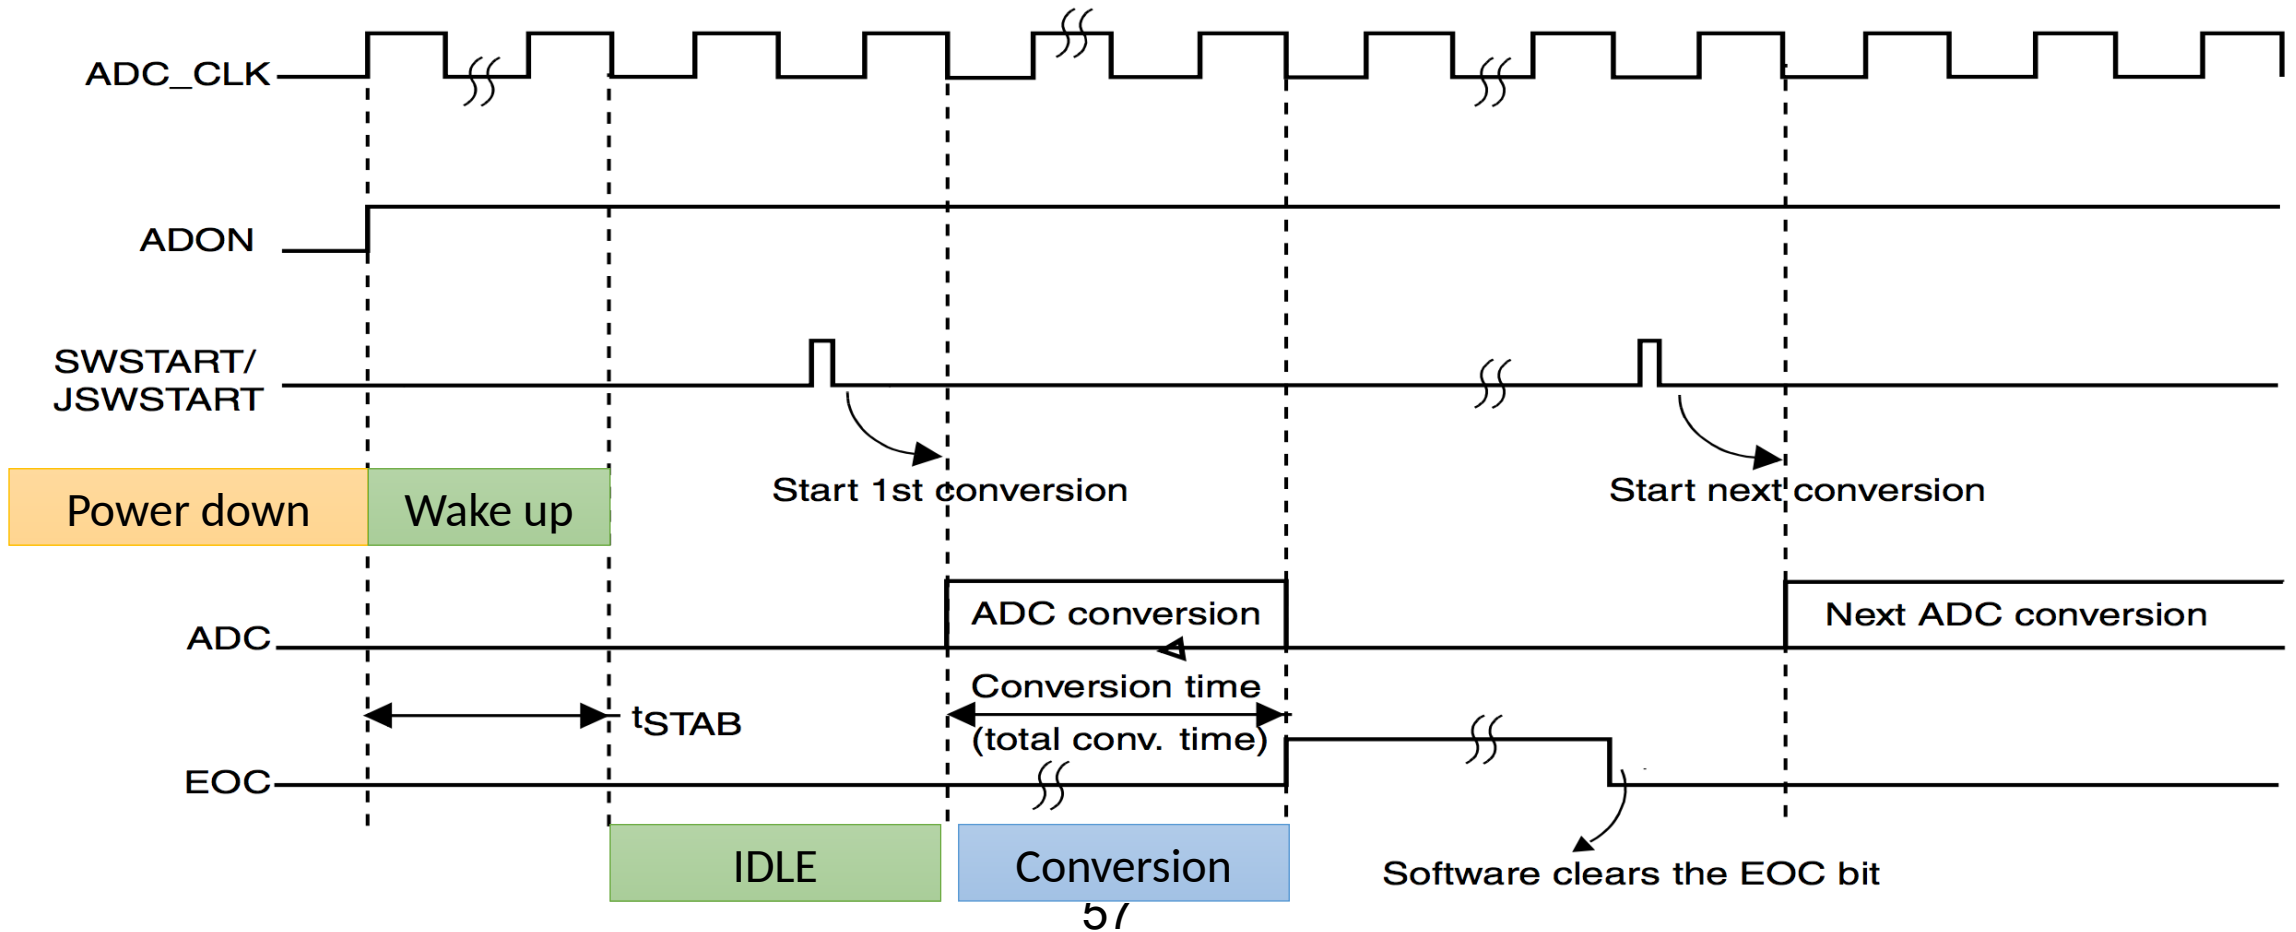 ADC_CLK
ADON
SWSTART/
JSWSTART
Start 1st conversion
Start next conversion
Power down
Wake up
ADC conversion
Next ADC conversion
ADC
Conversion time
tSTAB
(total conv. time)
EOC
IDLE
Conversion
Software clears the EOC bit
57